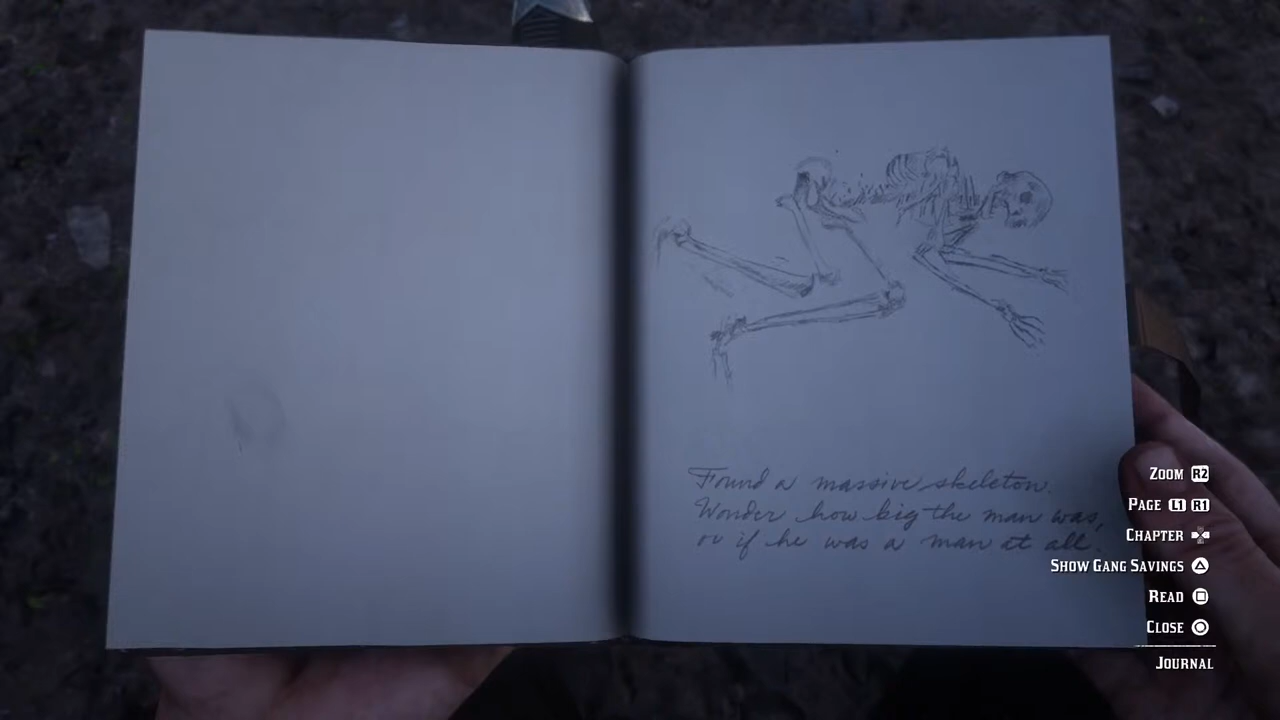 Found a massive skeleton.
Wonder how big the man was,
or if he was a man at all.
ZOOM R2
PAGE L1 R1
CHAPTER
SHOW GANG SAVINGS
READ
CLOSE
JOURNAL